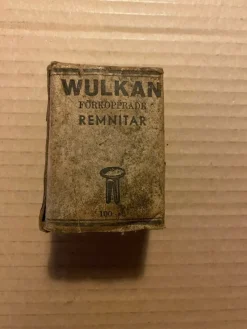 WULKAN
FÖRKOPPRADE
REMNITAR
100